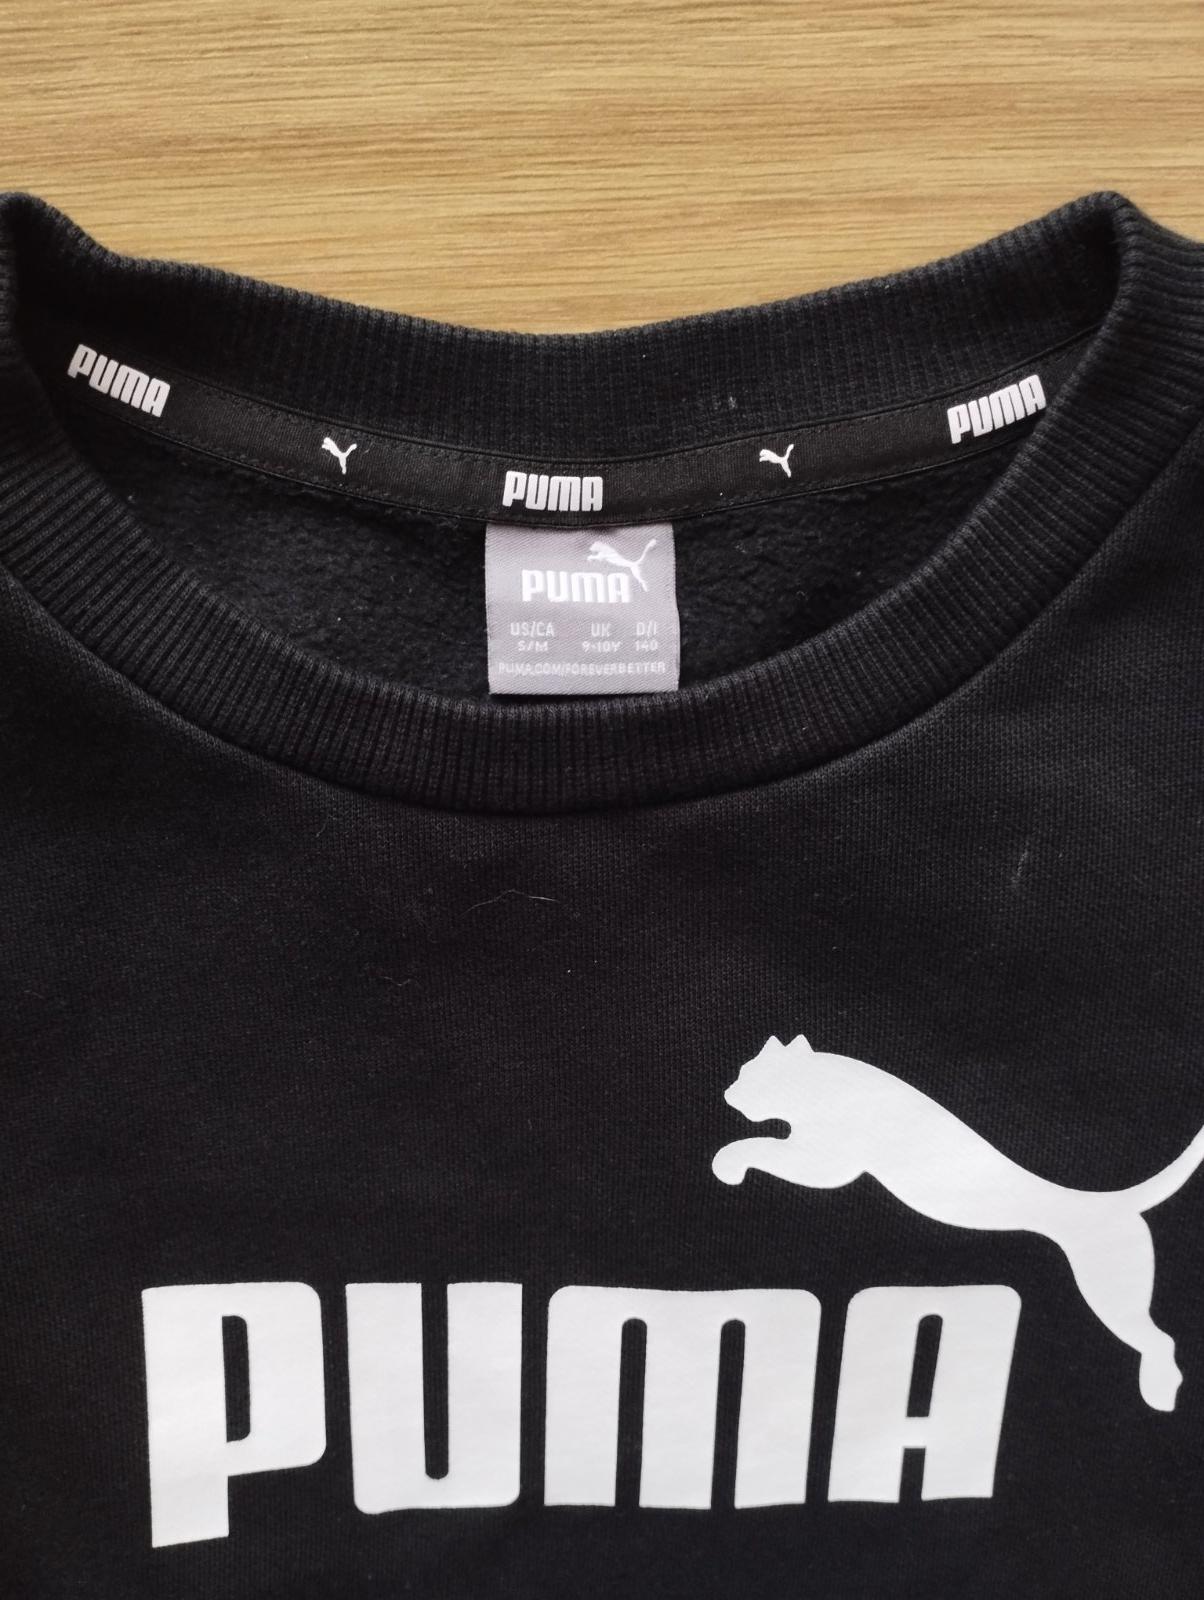 PUMA
PUMA
PUMA
PUMA
US/CA UK D/I
S/M 9-10Y 140
PUMA.COM/FOREVERBETTER
PUMA